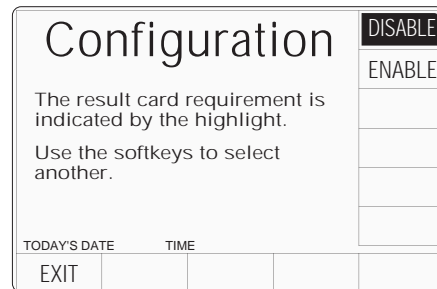 Configuration
DISABLE
ENABLE
The result card requirement is
indicated by the highlight.
Use the softkeys to select
another.
TODAY'S DATE TIME
EXIT